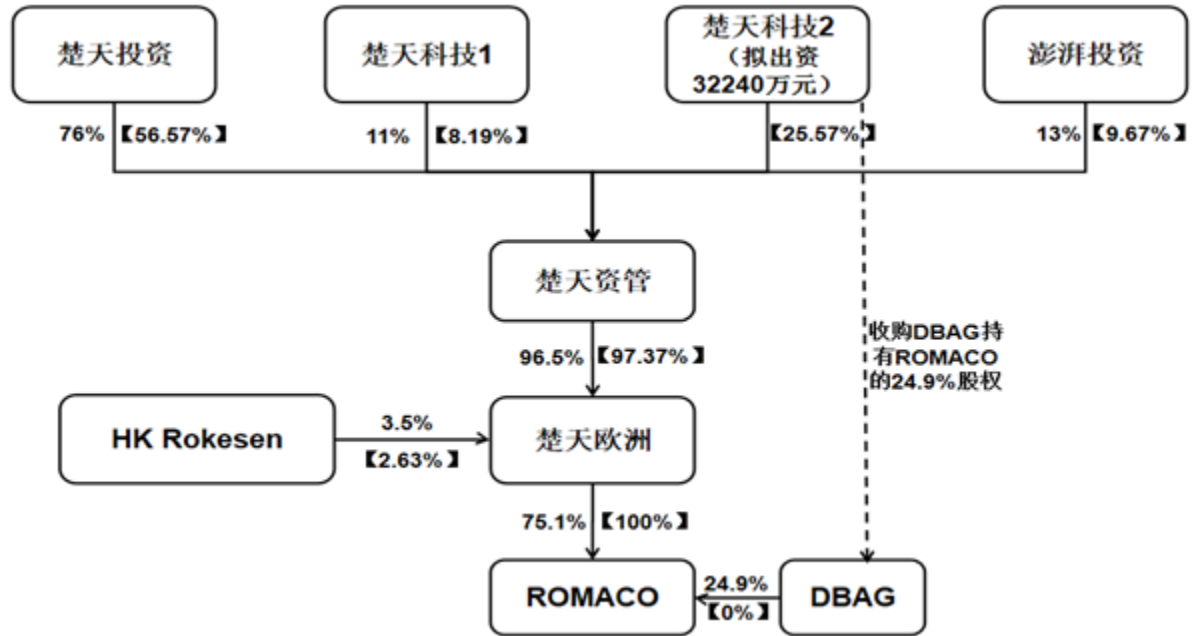 楚天投资
楚天科技1
楚天科技2
（拟出资
32240万元）
澎湃投资
76% 【56.57%】
11% 【8.19%】
【25.57%】
13% 【9.67%】
楚天资管
收购DBAG持
有ROMACO
的24.9%股权
96.5% 【97.37%】
HK Rokesen
3.5%
【2.63%】
楚天欧洲
75.1% 【100%】
ROMACO
24.9%
【0%】
DBAG